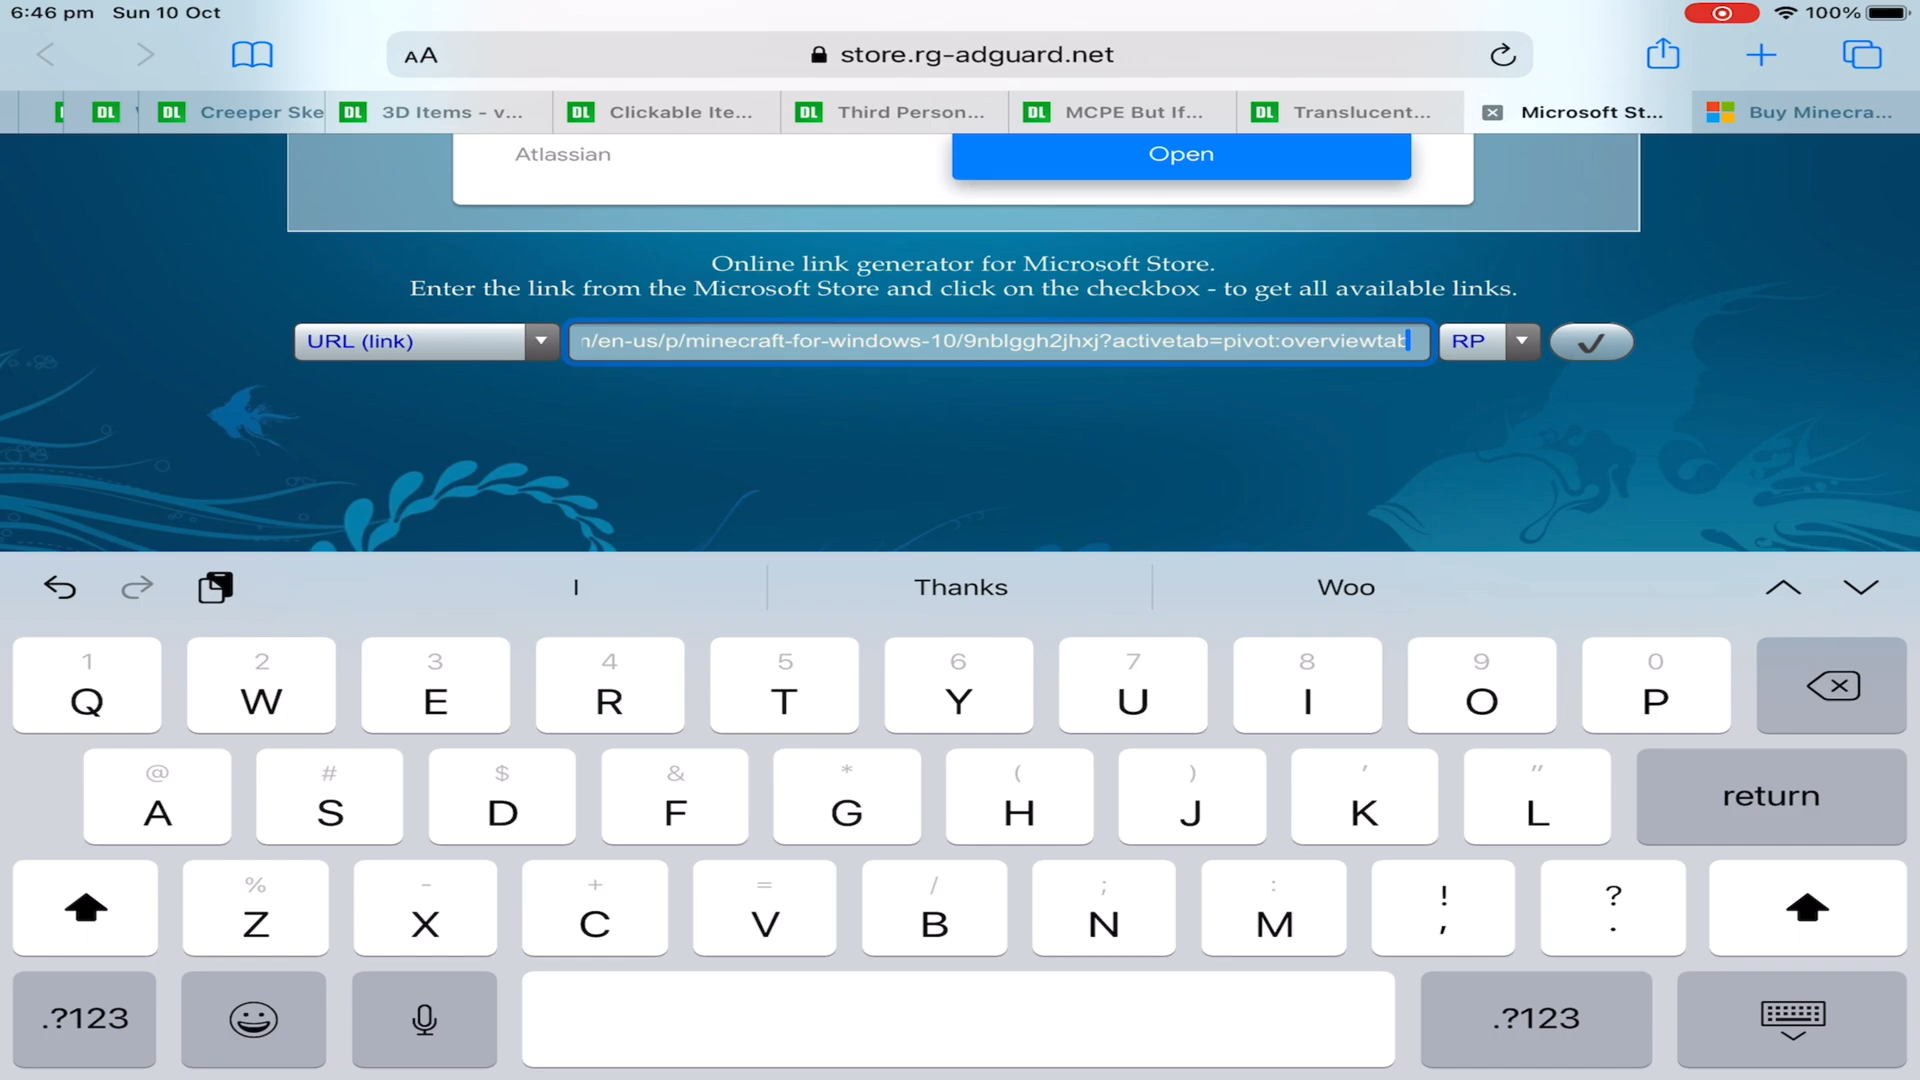 6:46 pm Sun 10 Oct
100%
AA
store.rg-adguard.net
DL
DL Creeper Ske
DL 3D Items - v...
DL Clickable Ite...
DL Third Person...
DL MCPE But If...
DL Translucent...
Microsoft St...
Buy Minecra...
Atlassian
Open
Online link generator for Microsoft Store.
Enter the link from the Microsoft Store and click on the checkbox - to get all available links.
URL (link)
/en-us/p/minecraft-for-windows-10/9nblggh2jhxj?activetab=pivot:overviewtab
RP
I Thanks Woo
1 2 3 4 5 6 7 8 9 0
Q W E R T Y U I O P
@ # $ & * ( ) ' "
A S D F G H J K L return
% - + = / ; : ! ?
Z X C V B N M , .
.?123 .?123